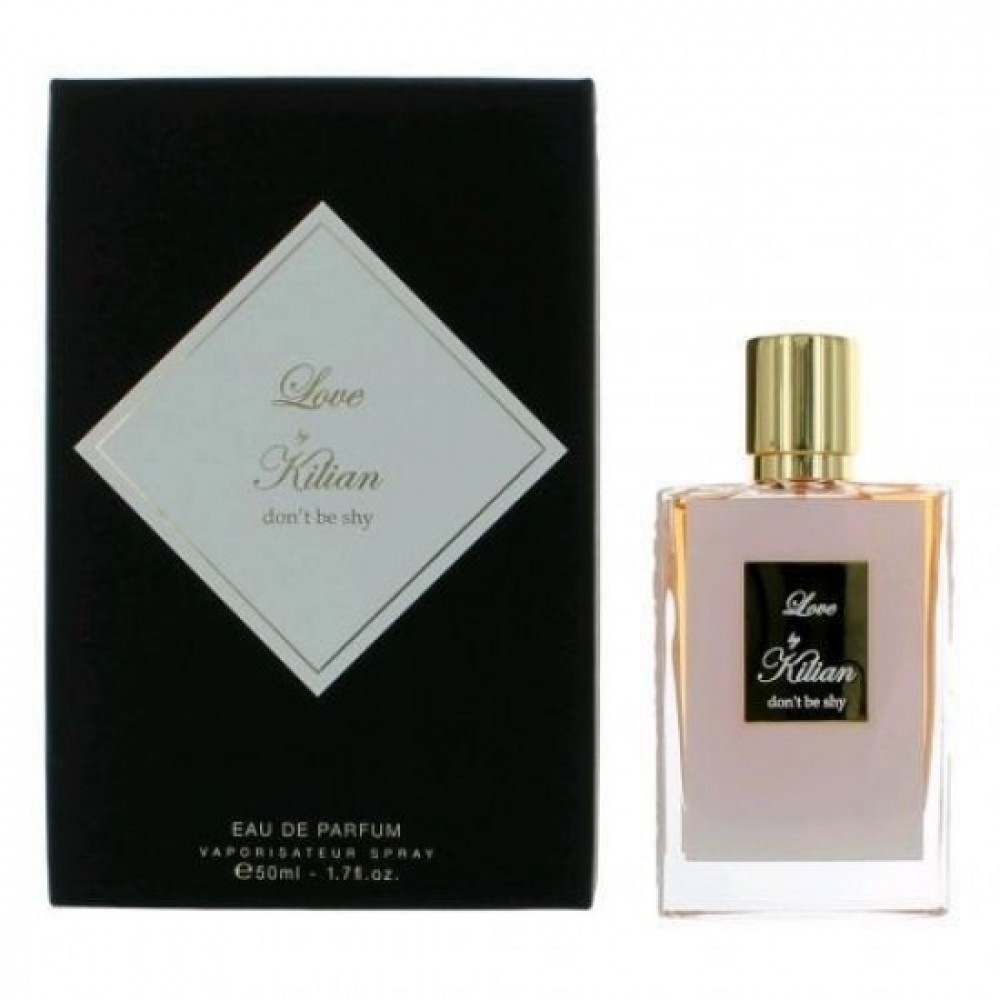 Love
by
Kilian
don't be shy
EAU DE PARFUM
VAPORISATEUR SPRAY
℮50ml - 1.7fl.oz.
Love
by
Kilian
don't be shy